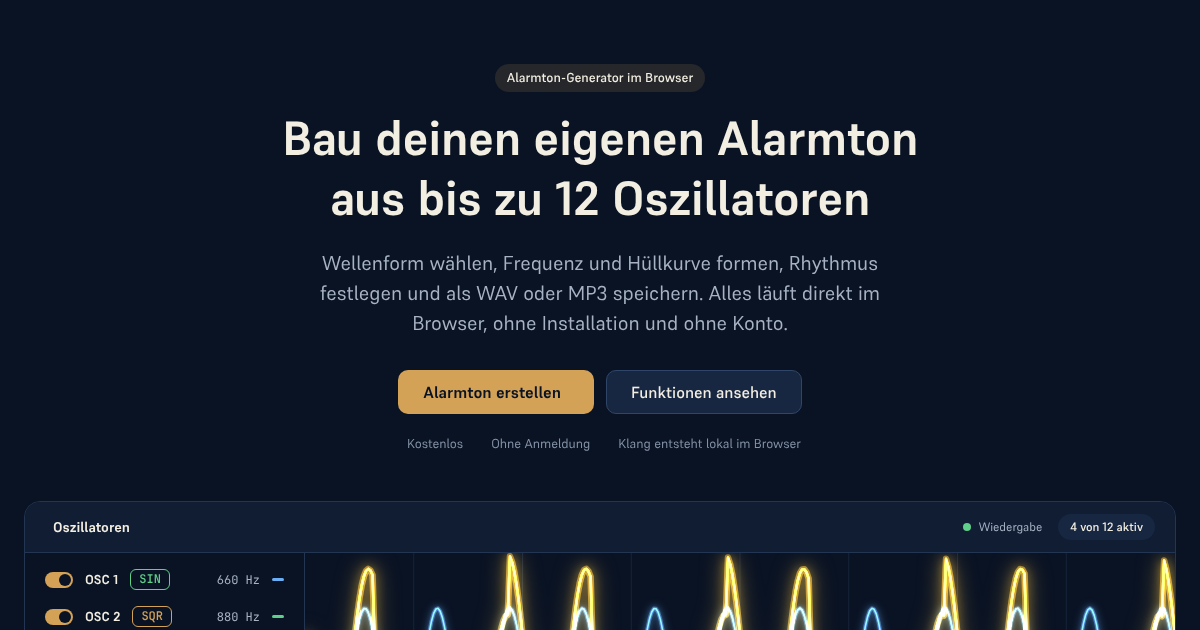 Alarmton-Generator im Browser
Bau deinen eigenen Alarmton
aus bis zu 12 Oszillatoren
Wellenform wählen, Frequenz und Hüllkurve formen, Rhythmus
festlegen und als WAV oder MP3 speichern. Alles läuft direkt im
Browser, ohne Installation und ohne Konto.
Alarmton erstellen Funktionen ansehen
Kostenlos Ohne Anmeldung Klang entsteht lokal im Browser
Oszillatoren Wiedergabe 4 von 12 aktiv
OSC 1 SIN 660 Hz
OSC 2 SQR 880 Hz